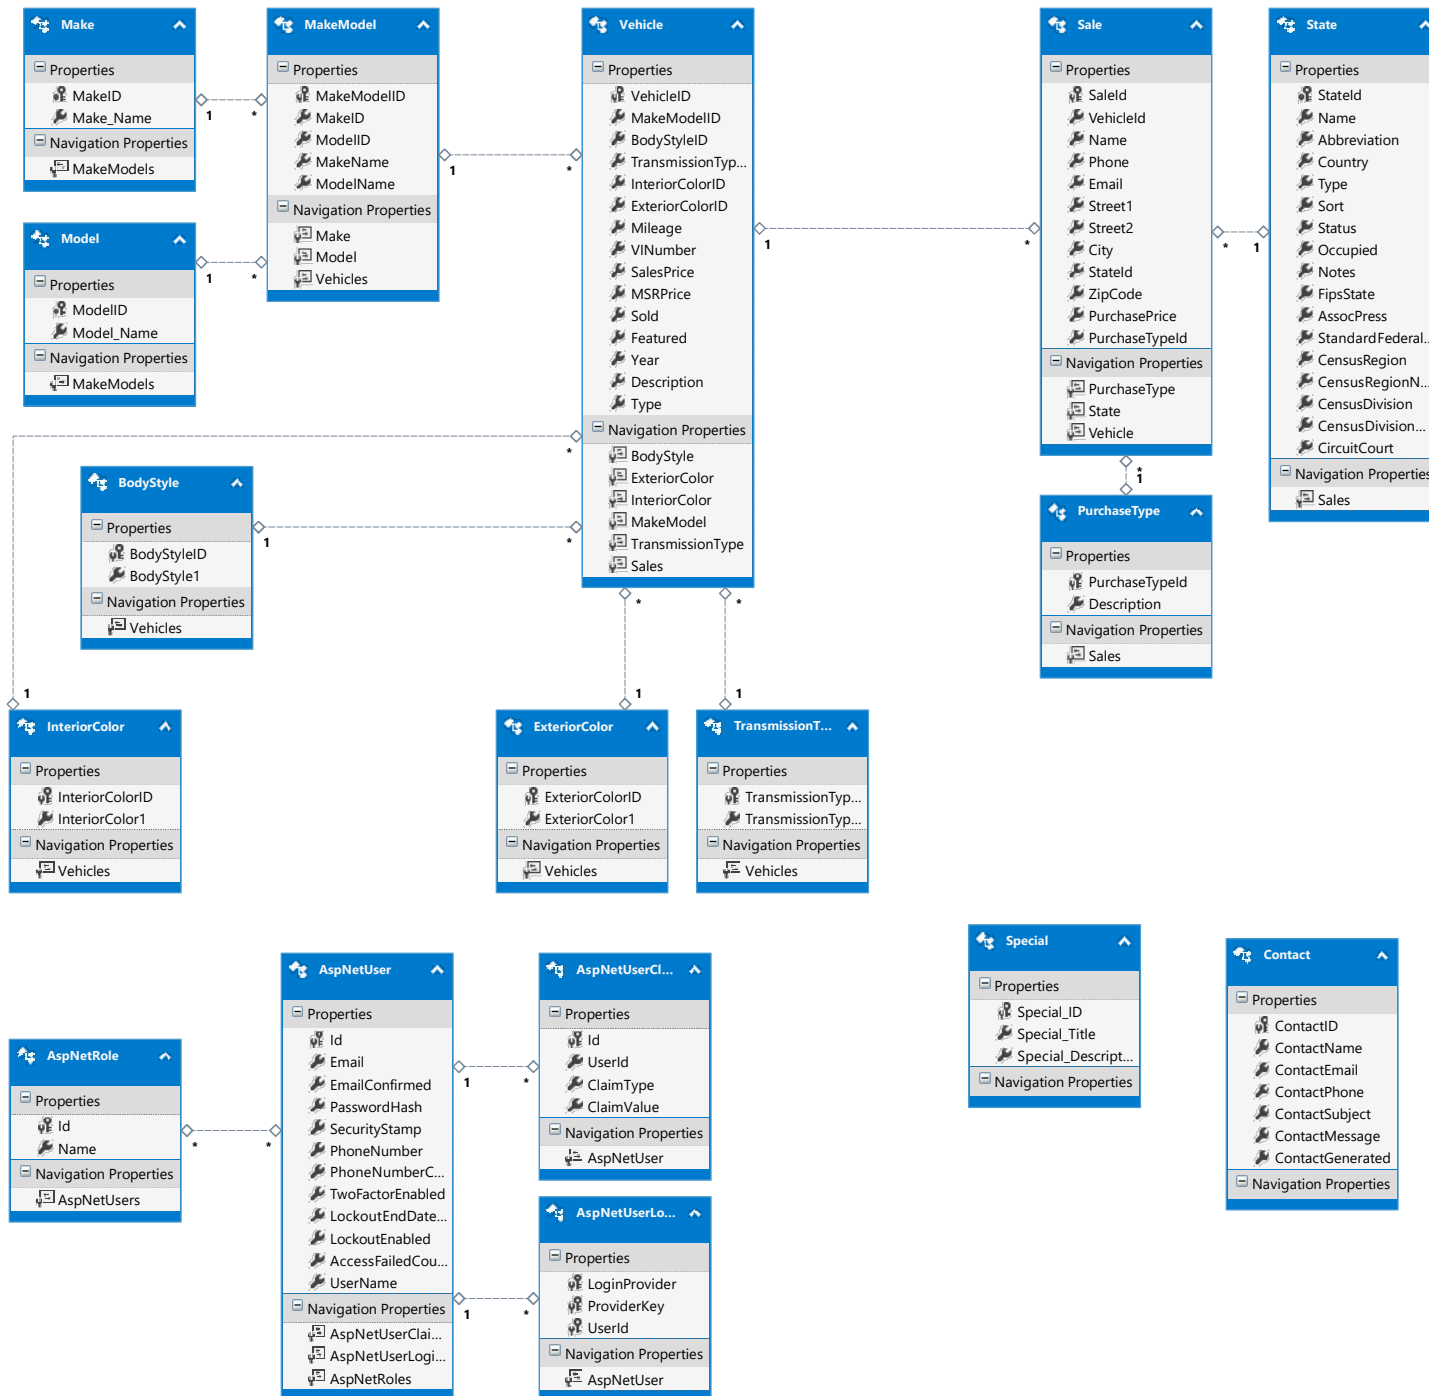 Make
Properties
MakeID
Make_Name
Navigation Properties
MakeModels
1
*
MakeModel
Properties
MakeModelID
MakeID
ModelID
MakeName
ModelName
Navigation Properties
Make
Model
Vehicles
1
*
Model
Properties
ModelID
Model_Name
Navigation Properties
MakeModels
1
*
Vehicle
Properties
VehicleID
MakeModelID
BodyStyleID
TransmissionTyp...
InteriorColorID
ExteriorColorID
Mileage
VINumber
SalesPrice
MSRPrice
Sold
Featured
Year
Description
Type
Navigation Properties
BodyStyle
ExteriorColor
InteriorColor
MakeModel
TransmissionType
Sales
1
*
Sale
Properties
SaleId
VehicleId
Name
Phone
Email
Street1
Street2
City
StateId
ZipCode
PurchasePrice
PurchaseTypeId
Navigation Properties
PurchaseType
State
Vehicle
*
1
State
Properties
StateId
Name
Abbreviation
Country
Type
Sort
Status
Occupied
Notes
FipsState
AssocPress
StandardFederal...
CensusRegion
CensusRegionN...
CensusDivision
CensusDivision...
CircuitCourt
Navigation Properties
Sales
*
1
PurchaseType
Properties
PurchaseTypeId
Description
Navigation Properties
Sales
*
BodyStyle
Properties
BodyStyleID
BodyStyle1
Navigation Properties
Vehicles
1
*
1
InteriorColor
Properties
InteriorColorID
InteriorColor1
Navigation Properties
Vehicles
*
1
ExteriorColor
Properties
ExteriorColorID
ExteriorColor1
Navigation Properties
Vehicles
*
1
TransmissionT...
Properties
TransmissionTyp...
TransmissionTyp...
Navigation Properties
Vehicles
AspNetRole
Properties
Id
Name
Navigation Properties
AspNetUsers
*
*
AspNetUser
Properties
Id
Email
EmailConfirmed
PasswordHash
SecurityStamp
PhoneNumber
PhoneNumberC...
TwoFactorEnabled
LockoutEndDate...
LockoutEnabled
AccessFailedCou...
UserName
Navigation Properties
AspNetUserClai...
AspNetUserLogi...
AspNetRoles
1
*
AspNetUserCl...
Properties
Id
UserId
ClaimType
ClaimValue
Navigation Properties
AspNetUser
1
*
AspNetUserLo...
Properties
LoginProvider
ProviderKey
UserId
Navigation Properties
AspNetUser
Special
Properties
Special_ID
Special_Title
Special_Descript...
Navigation Properties
Contact
Properties
ContactID
ContactName
ContactEmail
ContactPhone
ContactSubject
ContactMessage
ContactGenerated
Navigation Properties